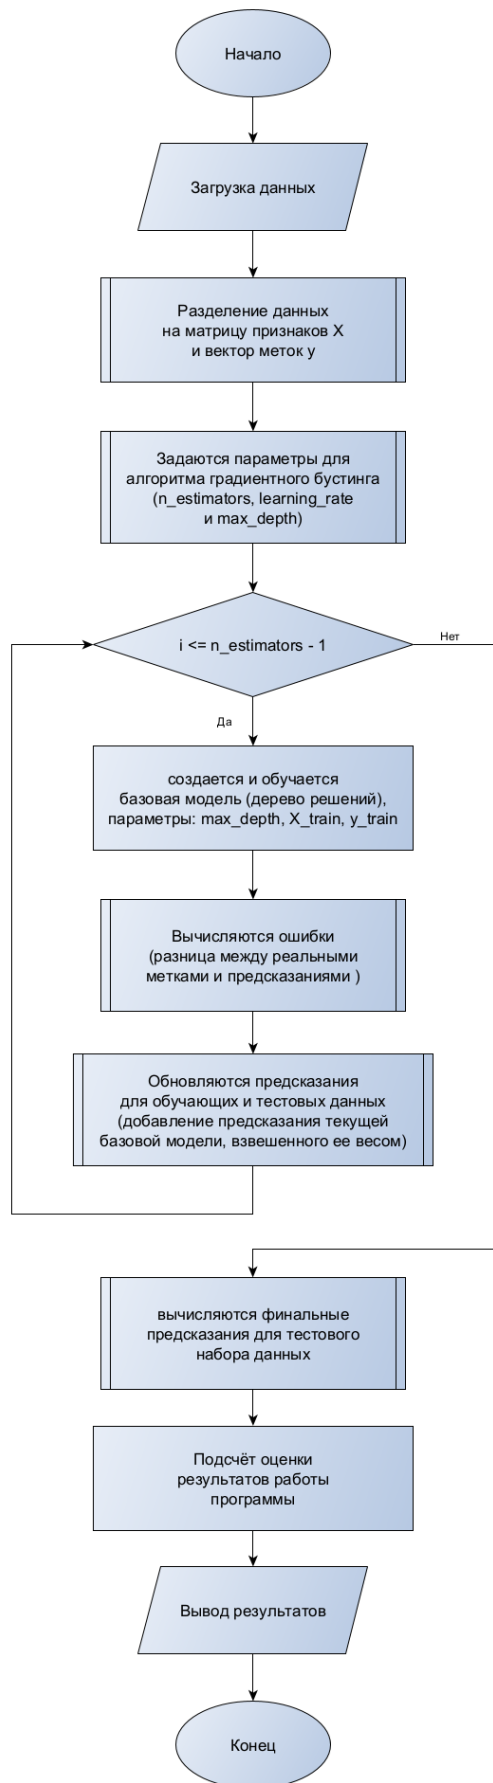 Начало
Загрузка данных
Разделение данных
на матрицу признаков X
и вектор меток y
Задаются параметры для
алгоритма градиентного бустинга
(n_estimators, learning_rate
и max_depth)
i <= n_estimators - 1
Нет
Да
создается и обучается
базовая модель (дерево решений),
параметры: max_depth, X_train, y_train
Вычисляются ошибки
(разница между реальными
метками и предсказаниями )
Обновляются предсказания
для обучающих и тестовых данных
(добавление предсказания текущей
базовой модели, взвешенного ее весом)
вычисляются финальные
предсказания для тестового
набора данных
Подсчёт оценки
результатов работы
программы
Вывод результатов
Конец